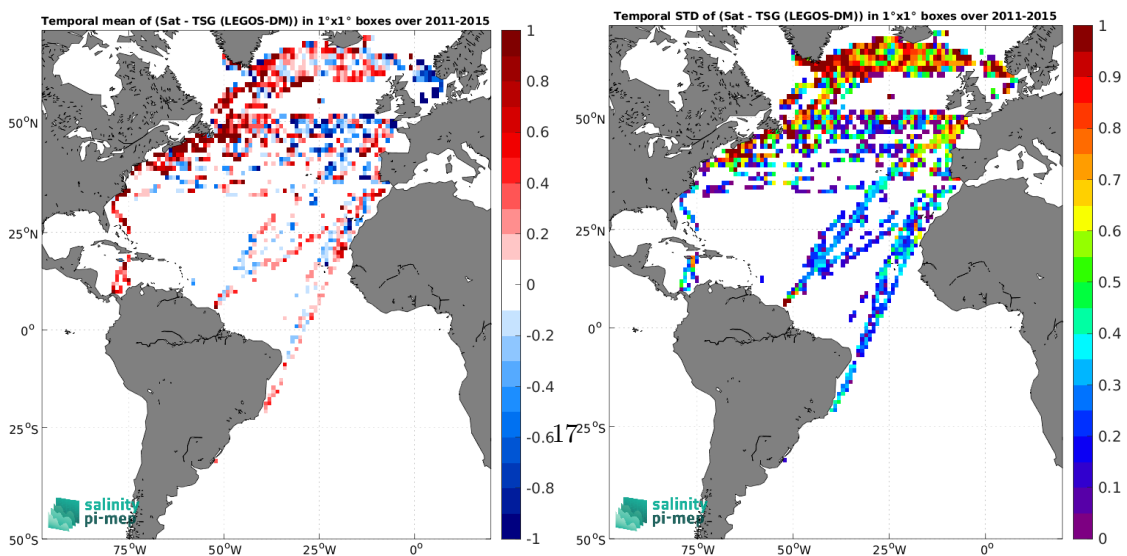 Temporal mean of (Sat - TSG (LEGOS-DM)) in 1°x1° boxes over 2011-2015
50°N
25°N
0°
25°S
50°S
75°W
50°W
25°W
0°
1
0.8
0.6
0.4
0.2
0
-0.2
-0.4
-0.6
-0.8
-1
salinity
pi-mep
17
Temporal STD of (Sat - TSG (LEGOS-DM)) in 1°x1° boxes over 2011-2015
50°N
25°N
0°
25°S
50°S
75°W
50°W
25°W
0°
1
0.9
0.8
0.7
0.6
0.5
0.4
0.3
0.2
0.1
0
salinity
pi-mep